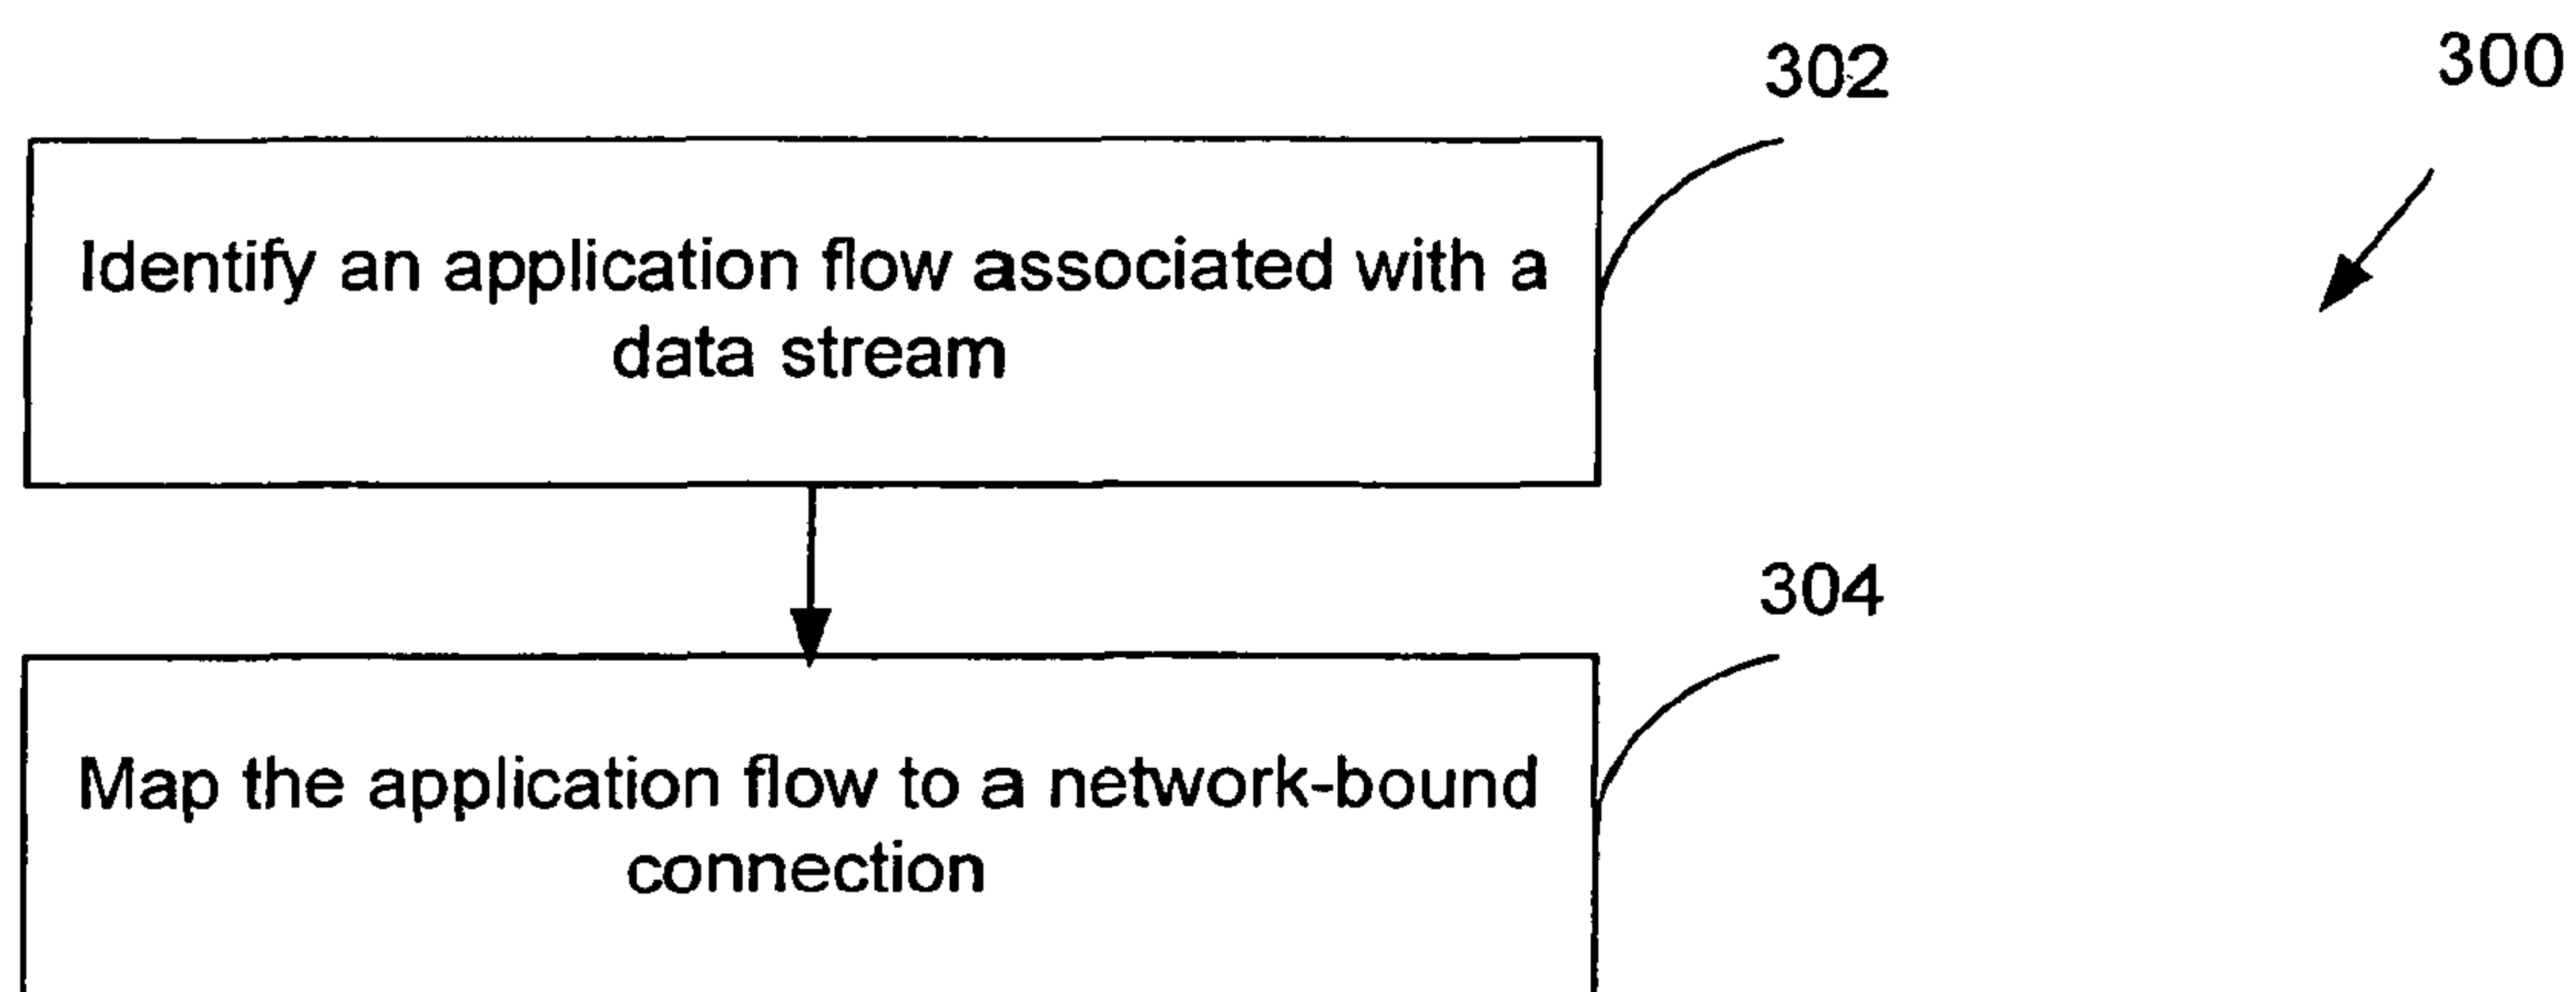 302
300
Identify an application flow associated with a
data stream
304
Map the application flow to a network-bound
connection